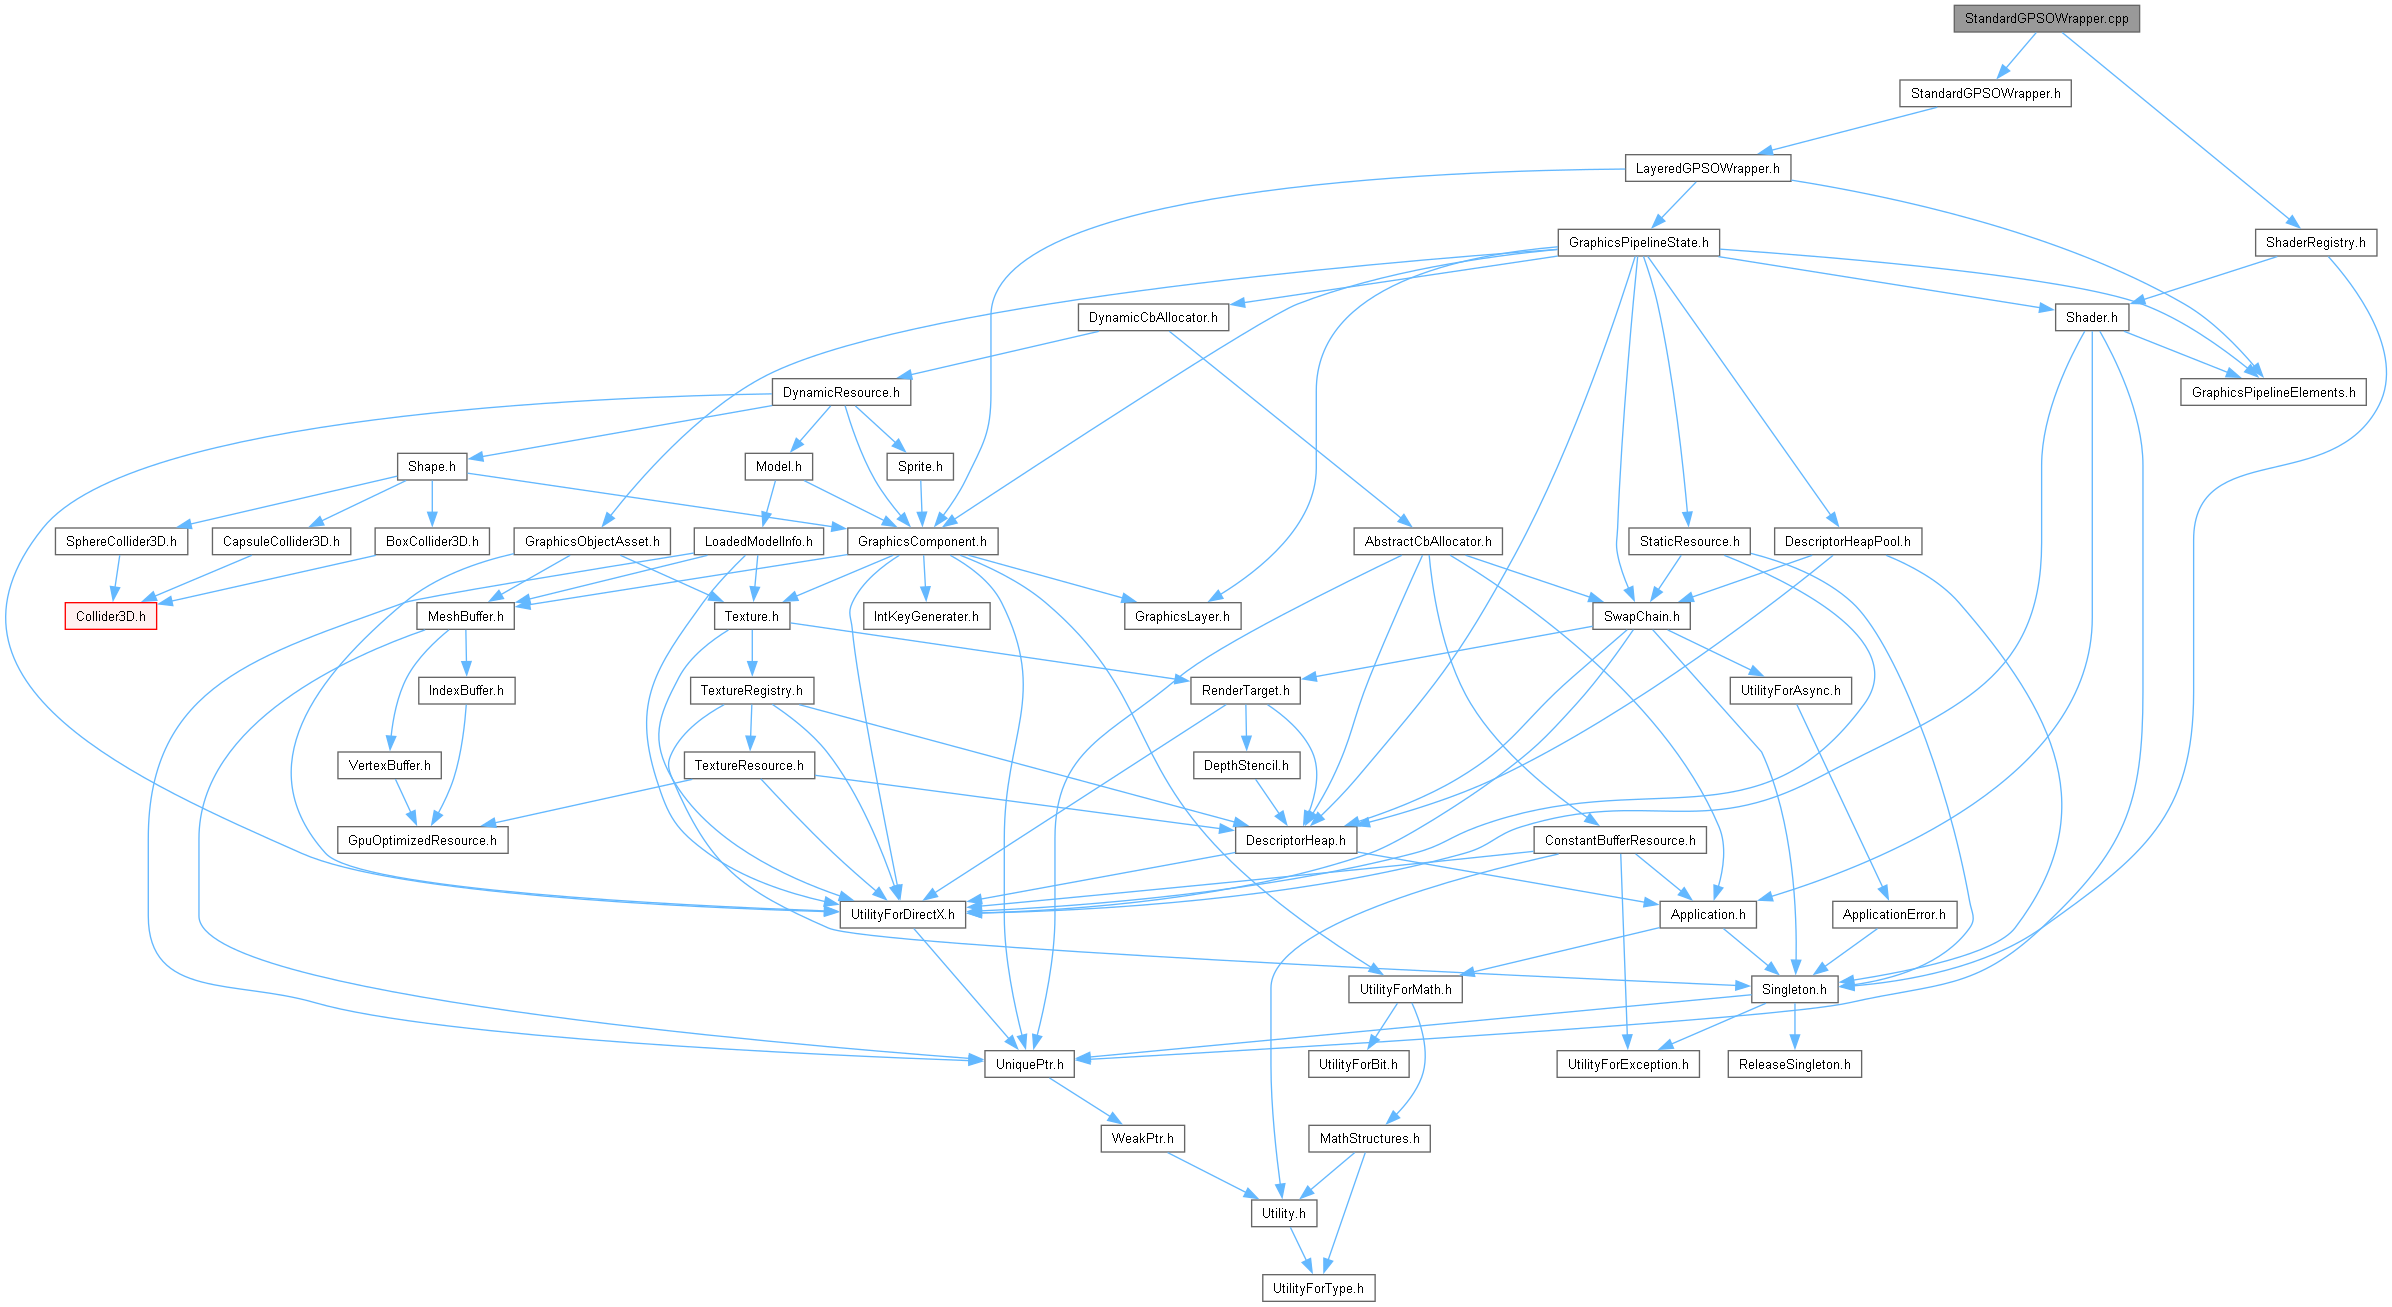 StandardGPSOWrapper.cpp
StandardGPSOWrapper.h
LayeredGPSOWrapper.h
GraphicsPipelineState.h
ShaderRegistry.h
DynamicCbAllocator.h
Shader.h
DynamicResource.h
GraphicsPipelineElements.h
Shape.h
Model.h
Sprite.h
SphereCollider3D.h
CapsuleCollider3D.h
BoxCollider3D.h
GraphicsObjectAsset.h
LoadedModelInfo.h
GraphicsComponent.h
AbstractCbAllocator.h
StaticResource.h
DescriptorHeapPool.h
Collider3D.h
MeshBuffer.h
Texture.h
IntKeyGenerater.h
GraphicsLayer.h
SwapChain.h
IndexBuffer.h
TextureRegistry.h
RenderTarget.h
UtilityForAsync.h
VertexBuffer.h
TextureResource.h
DepthStencil.h
GpuOptimizedResource.h
DescriptorHeap.h
ConstantBufferResource.h
UtilityForDirectX.h
Application.h
ApplicationError.h
UtilityForMath.h
Singleton.h
UniquePtr.h
UtilityForBit.h
UtilityForException.h
ReleaseSingleton.h
WeakPtr.h
MathStructures.h
Utility.h
UtilityForType.h